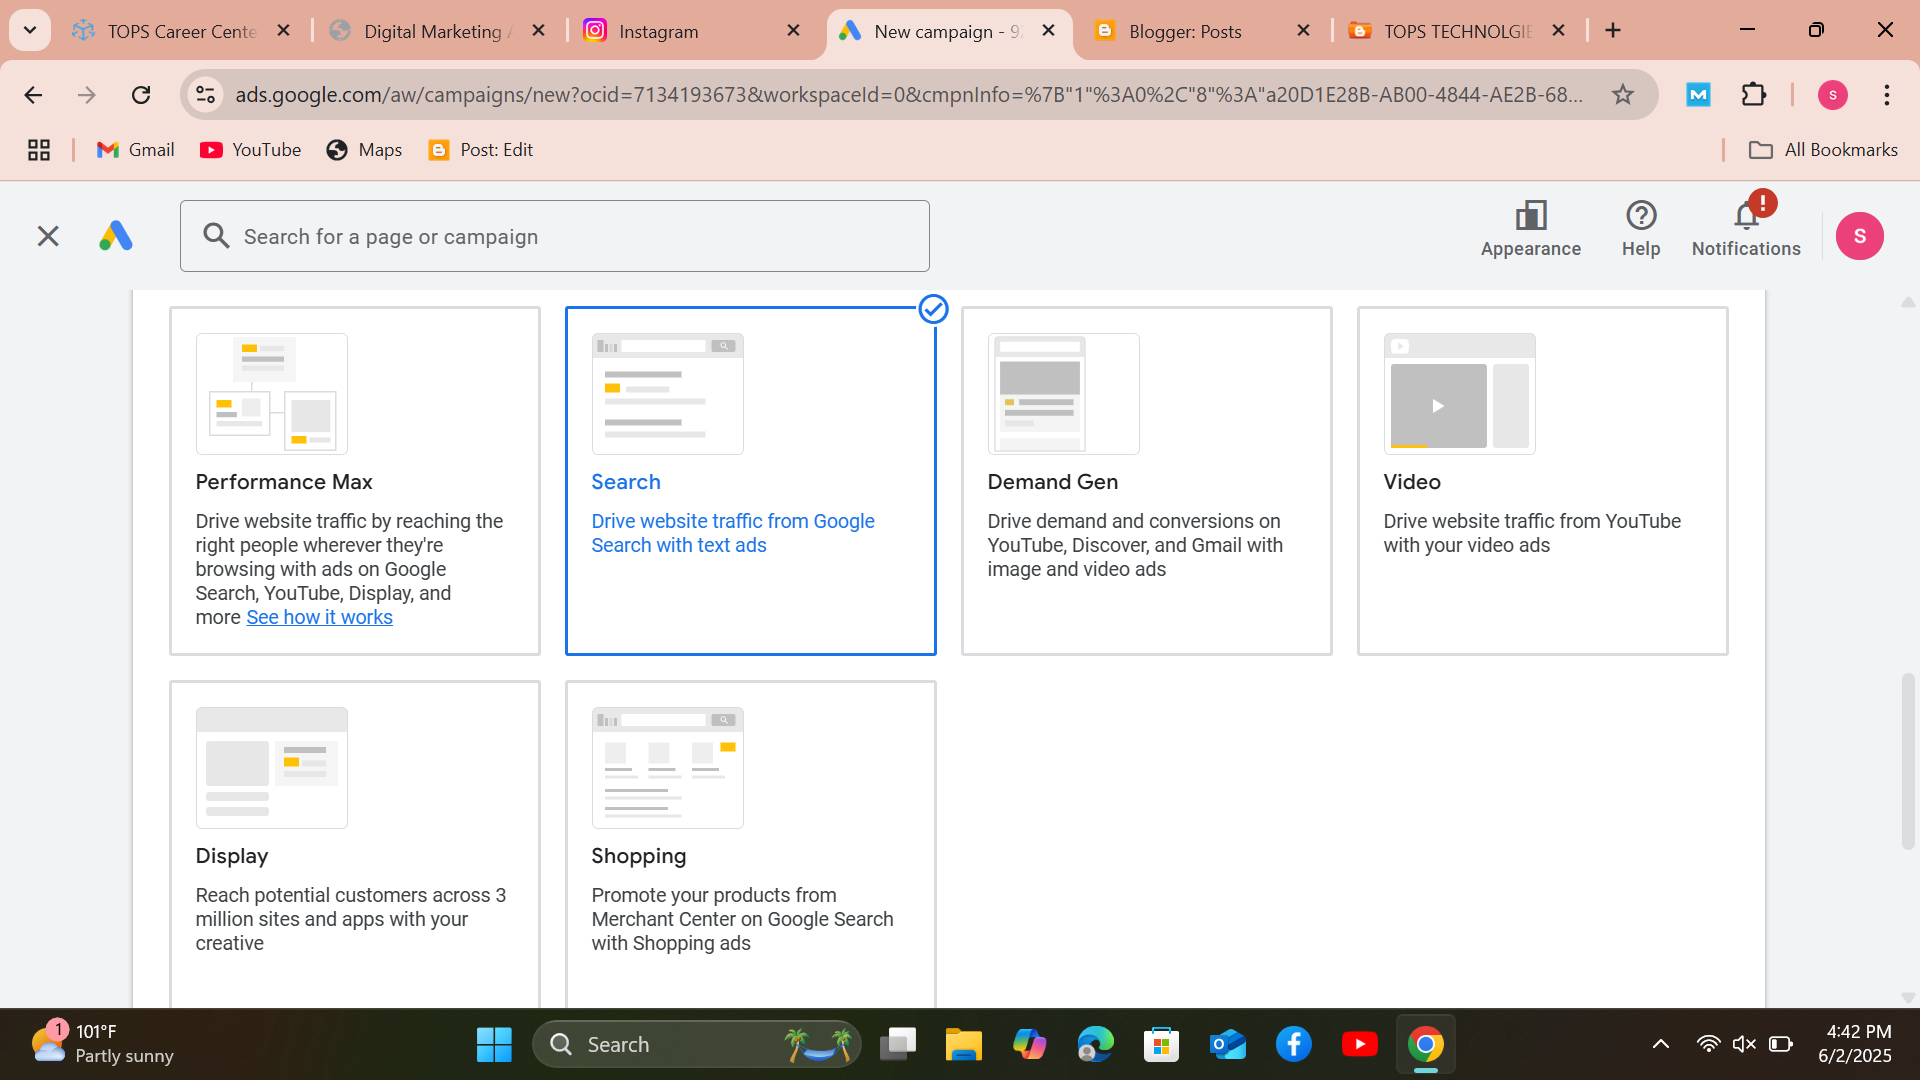 TOPS Career Cente
Digital Marketing A
Instagram
New campaign - 9
Blogger: Posts
TOPS TECHNOLGIE
ads.google.com/aw/campaigns/new?ocid=7134193673&workspaceId=0&cmpnInfo=%7B"1"%3A0%2C"8"%3A"a20D1E28B-AB00-4844-AE2B-68...
S
Gmail
YouTube
Maps
Post: Edit
All Bookmarks
Search for a page or campaign
Appearance
Help
Notifications
S
Performance Max
Drive website traffic by reaching the
right people wherever they're
browsing with ads on Google
Search, YouTube, Display, and
more See how it works
Search
Drive website traffic from Google
Search with text ads
Demand Gen
Drive demand and conversions on
YouTube, Discover, and Gmail with
image and video ads
Video
Drive website traffic from YouTube
with your video ads
Display
Reach potential customers across 3
million sites and apps with your
creative
Shopping
Promote your products from
Merchant Center on Google Search
with Shopping ads
1
101°F
Partly sunny
Search
4:42 PM
6/2/2025